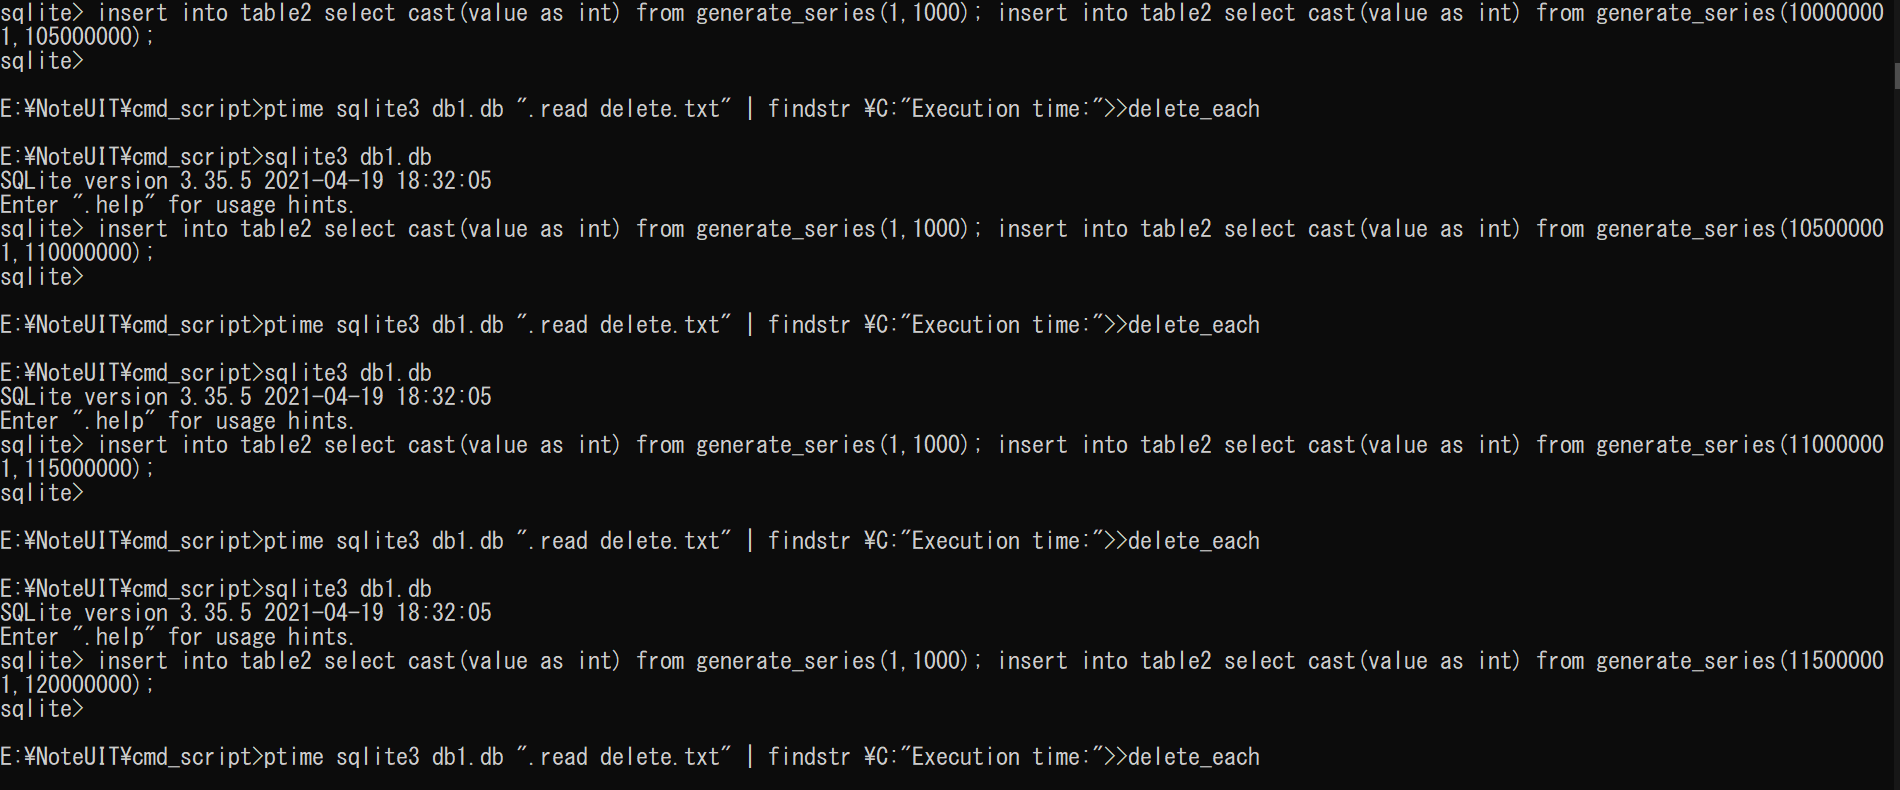 sqlite> insert into table2 select cast(value as int) from generate_series(1,1000); insert into table2 select cast(value as int) from generate_series(10000000
1,105000000);
sqlite>
E:¥NoteUIT¥cmd_script>ptime sqlite3 db1.db ".read delete.txt" | findstr ¥C:"Execution time:">>delete_each
E:¥NoteUIT¥cmd_script>sqlite3 db1.db
SQLite version 3.35.5 2021-04-19 18:32:05
Enter ".help" for usage hints.
sqlite> insert into table2 select cast(value as int) from generate_series(1,1000); insert into table2 select cast(value as int) from generate_series(10500000
1,110000000);
sqlite>
E:¥NoteUIT¥cmd_script>ptime sqlite3 db1.db ".read delete.txt" | findstr ¥C:"Execution time:">>delete_each
E:¥NoteUIT¥cmd_script>sqlite3 db1.db
SQLite version 3.35.5 2021-04-19 18:32:05
Enter ".help" for usage hints.
sqlite> insert into table2 select cast(value as int) from generate_series(1,1000); insert into table2 select cast(value as int) from generate_series(11000000
1,115000000);
sqlite>
E:¥NoteUIT¥cmd_script>ptime sqlite3 db1.db ".read delete.txt" | findstr ¥C:"Execution time:">>delete_each
E:¥NoteUIT¥cmd_script>sqlite3 db1.db
SQLite version 3.35.5 2021-04-19 18:32:05
Enter ".help" for usage hints.
sqlite> insert into table2 select cast(value as int) from generate_series(1,1000); insert into table2 select cast(value as int) from generate_series(11500000
1,120000000);
sqlite>
E:¥NoteUIT¥cmd_script>ptime sqlite3 db1.db ".read delete.txt" | findstr ¥C:"Execution time:">>delete_each